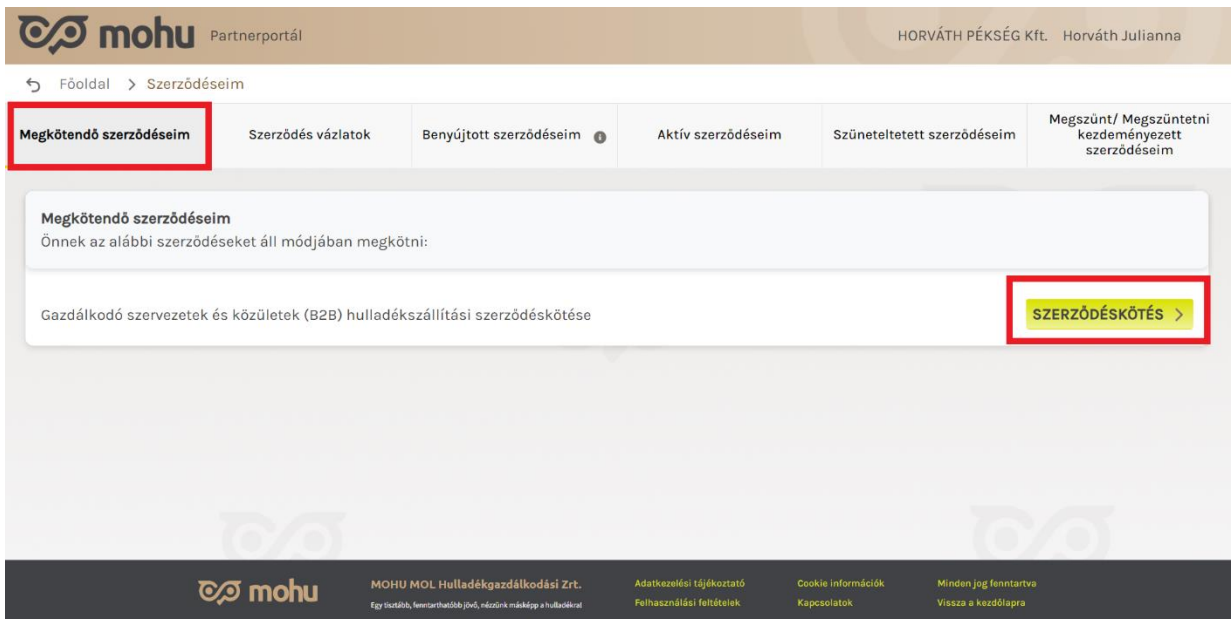 mohu Partnerportál
HORVÁTH PÉKSÉG Kft. Horváth Julianna
Főoldal > Szerződéseim
Megkötendő szerződéseim
Szerződés vázlatok
Benyújtott szerződéseim
Aktív szerződéseim
Szüneteltetett szerződéseim
Megszűnt/ Megszüntetni
kezdeményezett
szerződéseim
Megkötendő szerződéseim
Önnek az alábbi szerződéseket áll módjában megkötni:
Gazdálkodó szervezetek és közületek (B2B) hulladékszállítási szerződéskötése
SZERZŐDÉSKÖTÉS >
mohu
MOHU MOL Hulladékgazdálkodási Zrt.
Egy tisztább, fenntarthatóbb jövő, nézzünk másképp a hulladékra!
Adatkezelési tájékoztató
Felhasználási feltételek
Cookie információk
Kapcsolatok
Minden jog fenntartva
Vissza a kezdőlapra